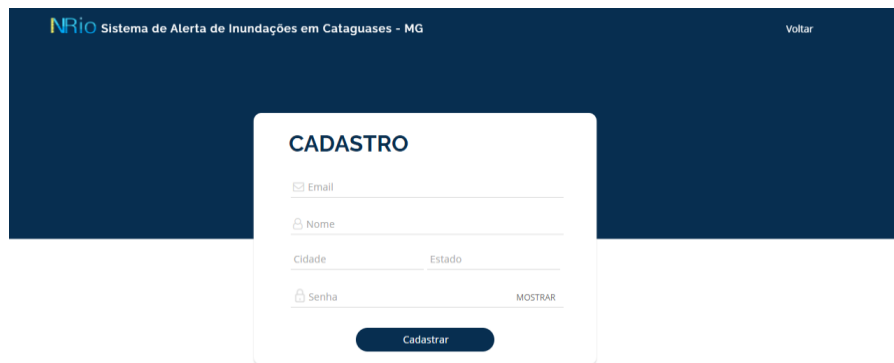 NRio Sistema de Alerta de Inundações em Cataguases - MG
Voltar
CADASTRO
Email
Nome
Cidade Estado
Senha MOSTRAR
Cadastrar